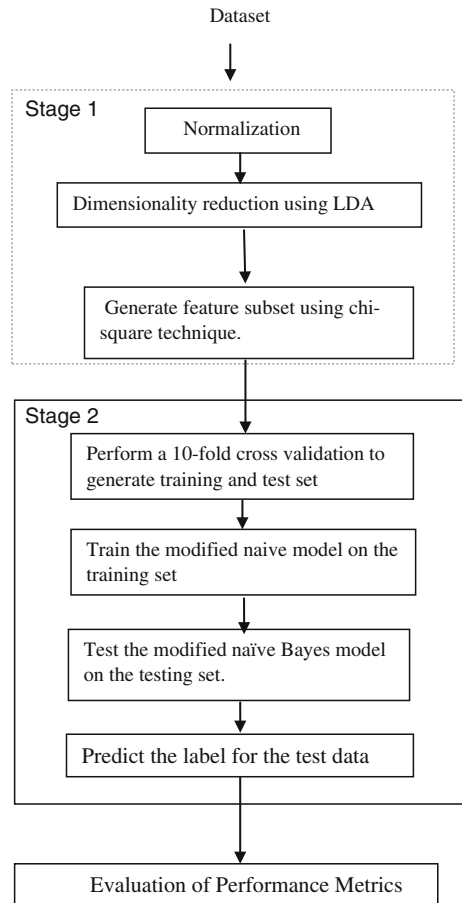 Dataset
Stage 1
Normalization
Dimensionality reduction using LDA
Generate feature subset using chi-
square technique.
Stage 2
Perform a 10-fold cross validation to
generate training and test set
Train the modified naive model on the
training set
Test the modified naïve Bayes model
on the testing set.
Predict the label for the test data
Evaluation of Performance Metrics